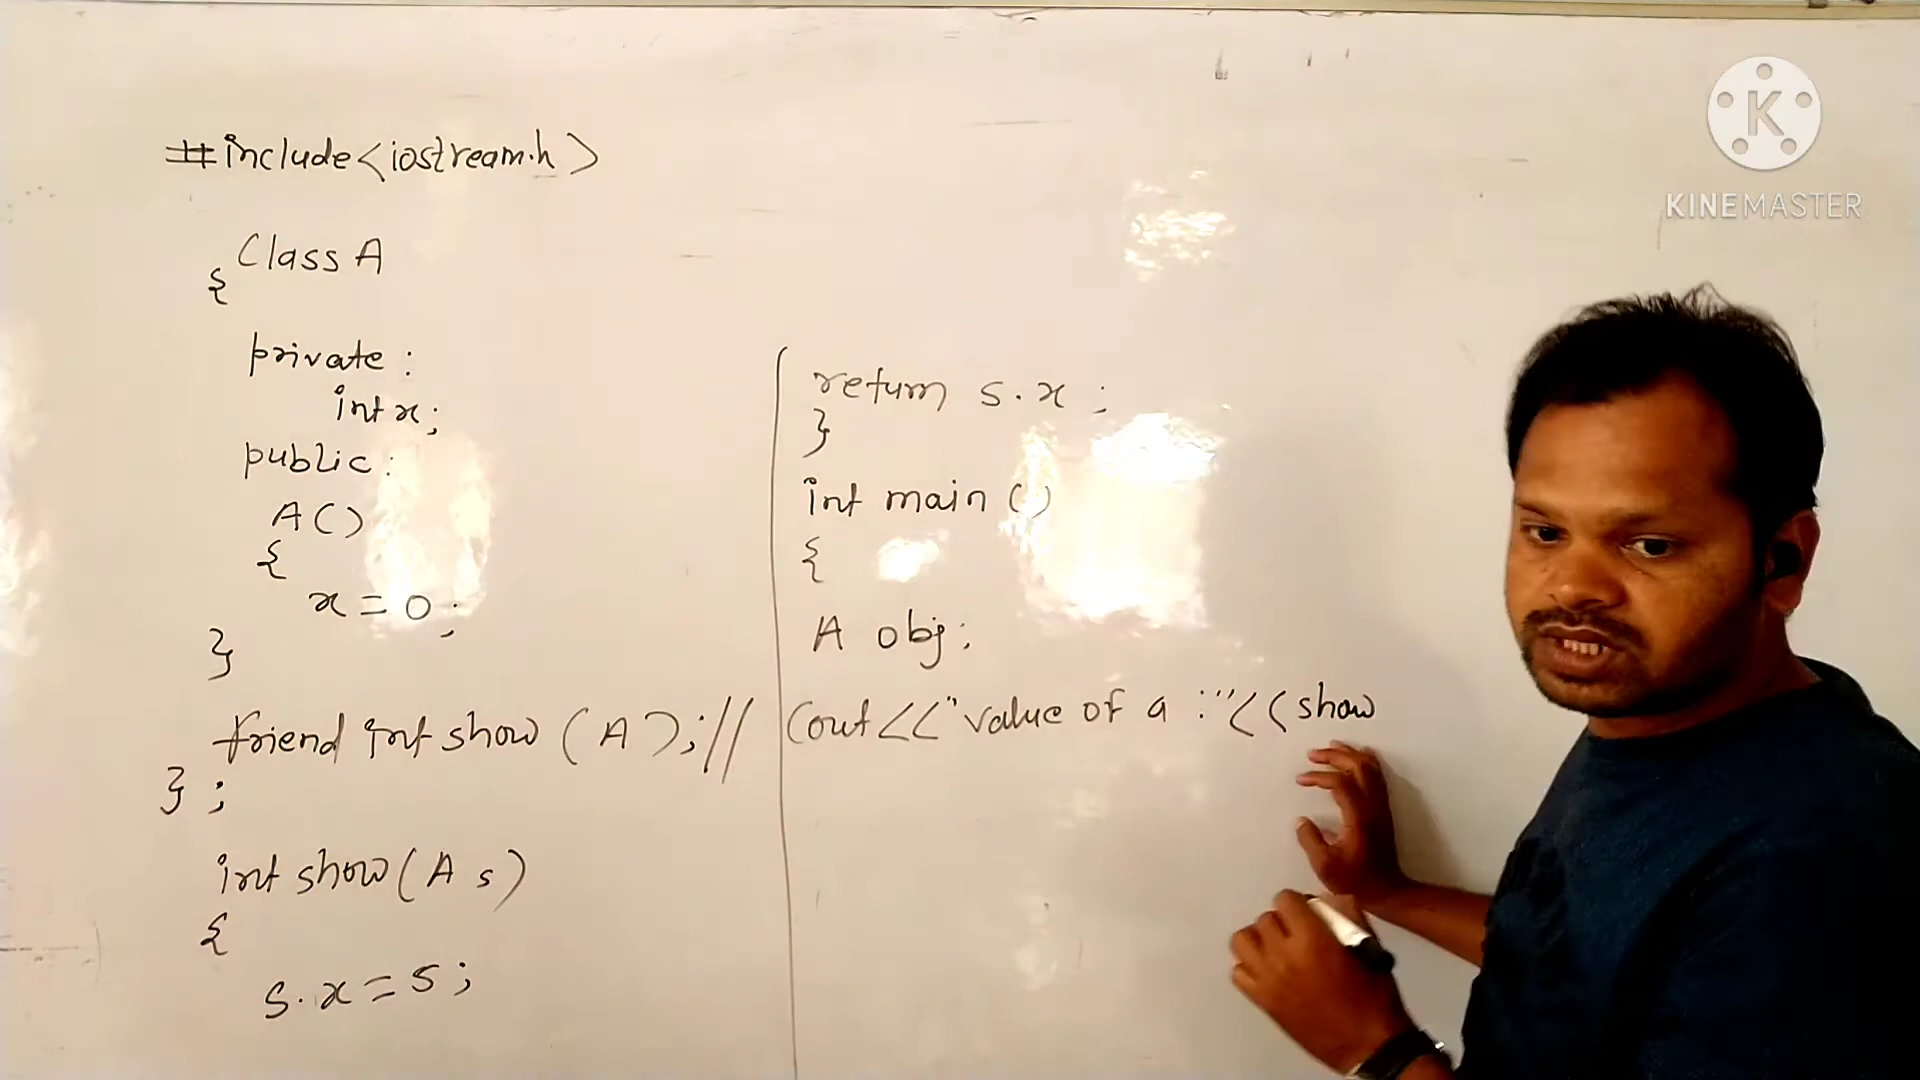 #include<iostream.h>
Class A
{
private:
int x;
public:
A()
{
x=0;
}
friend int show (A);//
};
int show(A s)
{
s.x=5;
return s.x;
}
int main()
{
A obj;
Cout<<"value of a :"<<show
K
KINEMASTER